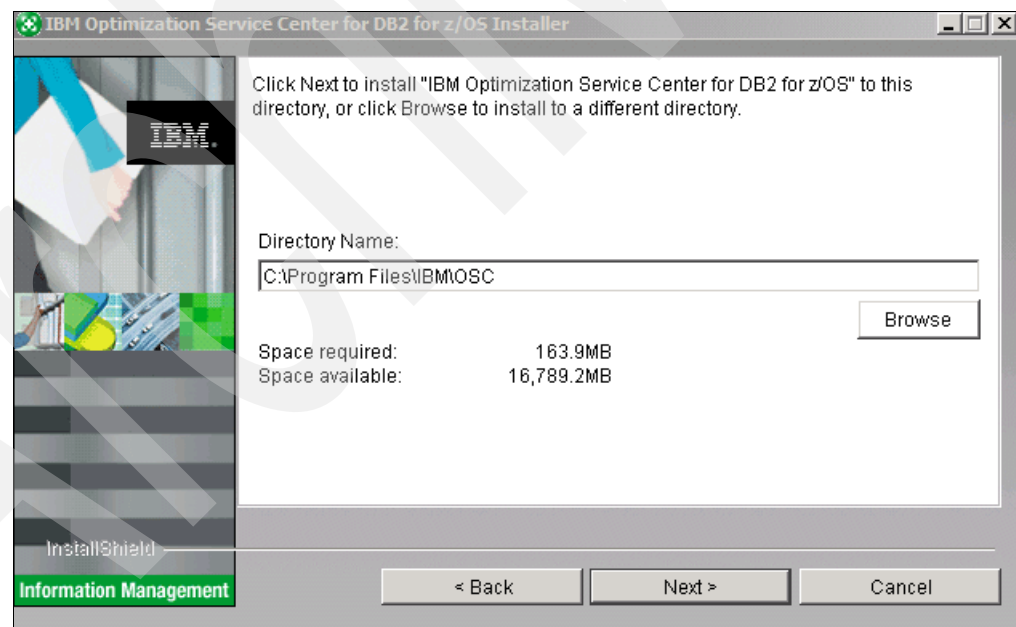 IBM Optimization Service Center for DB2 for z/OS Installer
Click Next to install "IBM Optimization Service Center for DB2 for z/OS" to this
directory, or click Browse to install to a different directory.
IBM.
Directory Name:
C:\Program Files\IBM\OSC
Browse
Space required: 163.9MB
Space available: 16,789.2MB
InstallShield
Information Management
< Back
Next >
Cancel